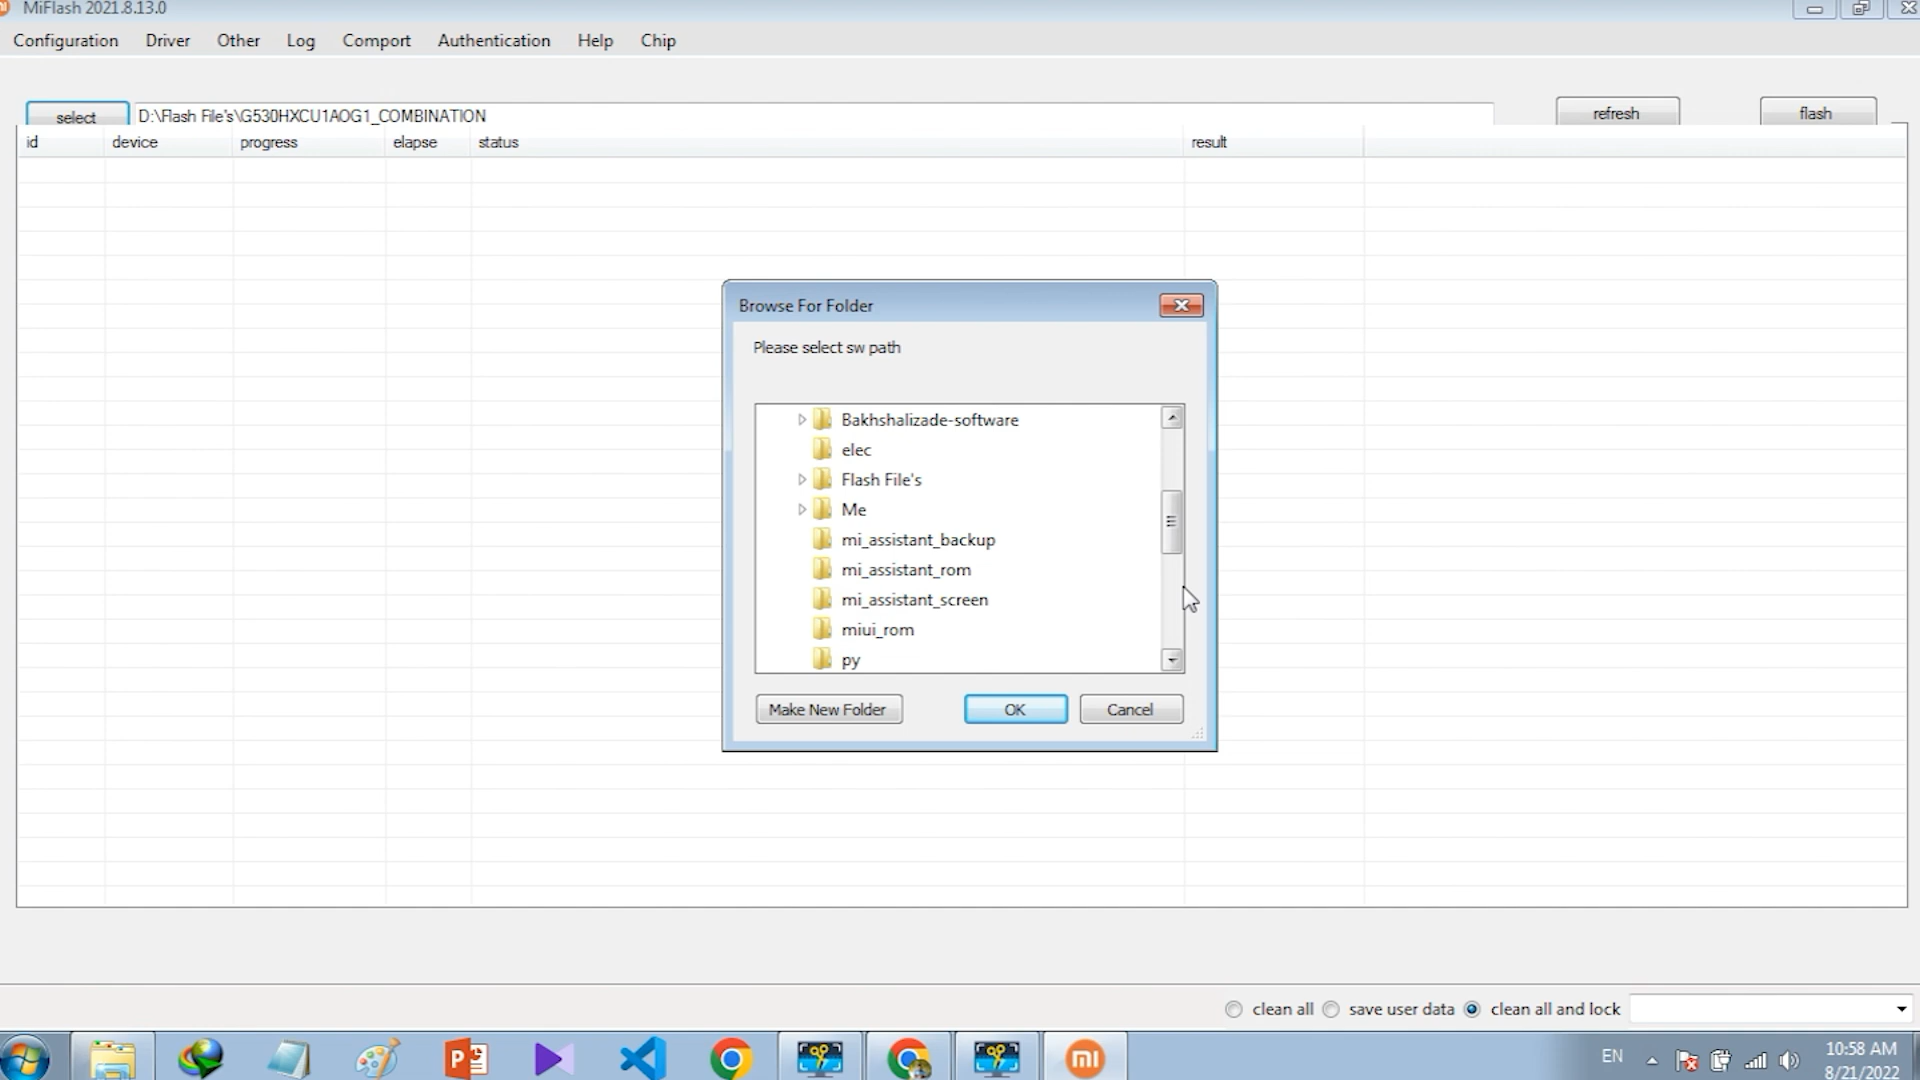 MiFlash 2021.8.13.0
Configuration Driver Other Log Comport Authentication Help Chip
select D:\Flash File's\G530HXCU1AOG1_COMBINATION refresh flash
id device progress elapse status result
Browse For Folder
Please select sw path
Bakhshalizade-software
elec
Flash File's
Me
mi_assistant_backup
mi_assistant_rom
mi_assistant_screen
miui_rom
py
Make New Folder OK Cancel
clean all save user data clean all and lock
EN 10:58 AM
8/21/2022